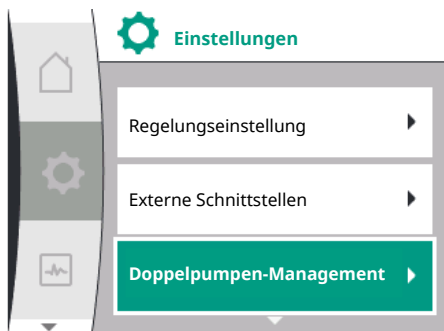 Einstellungen
Regelungseinstellung
Externe Schnittstellen
Doppelpumpen-Management